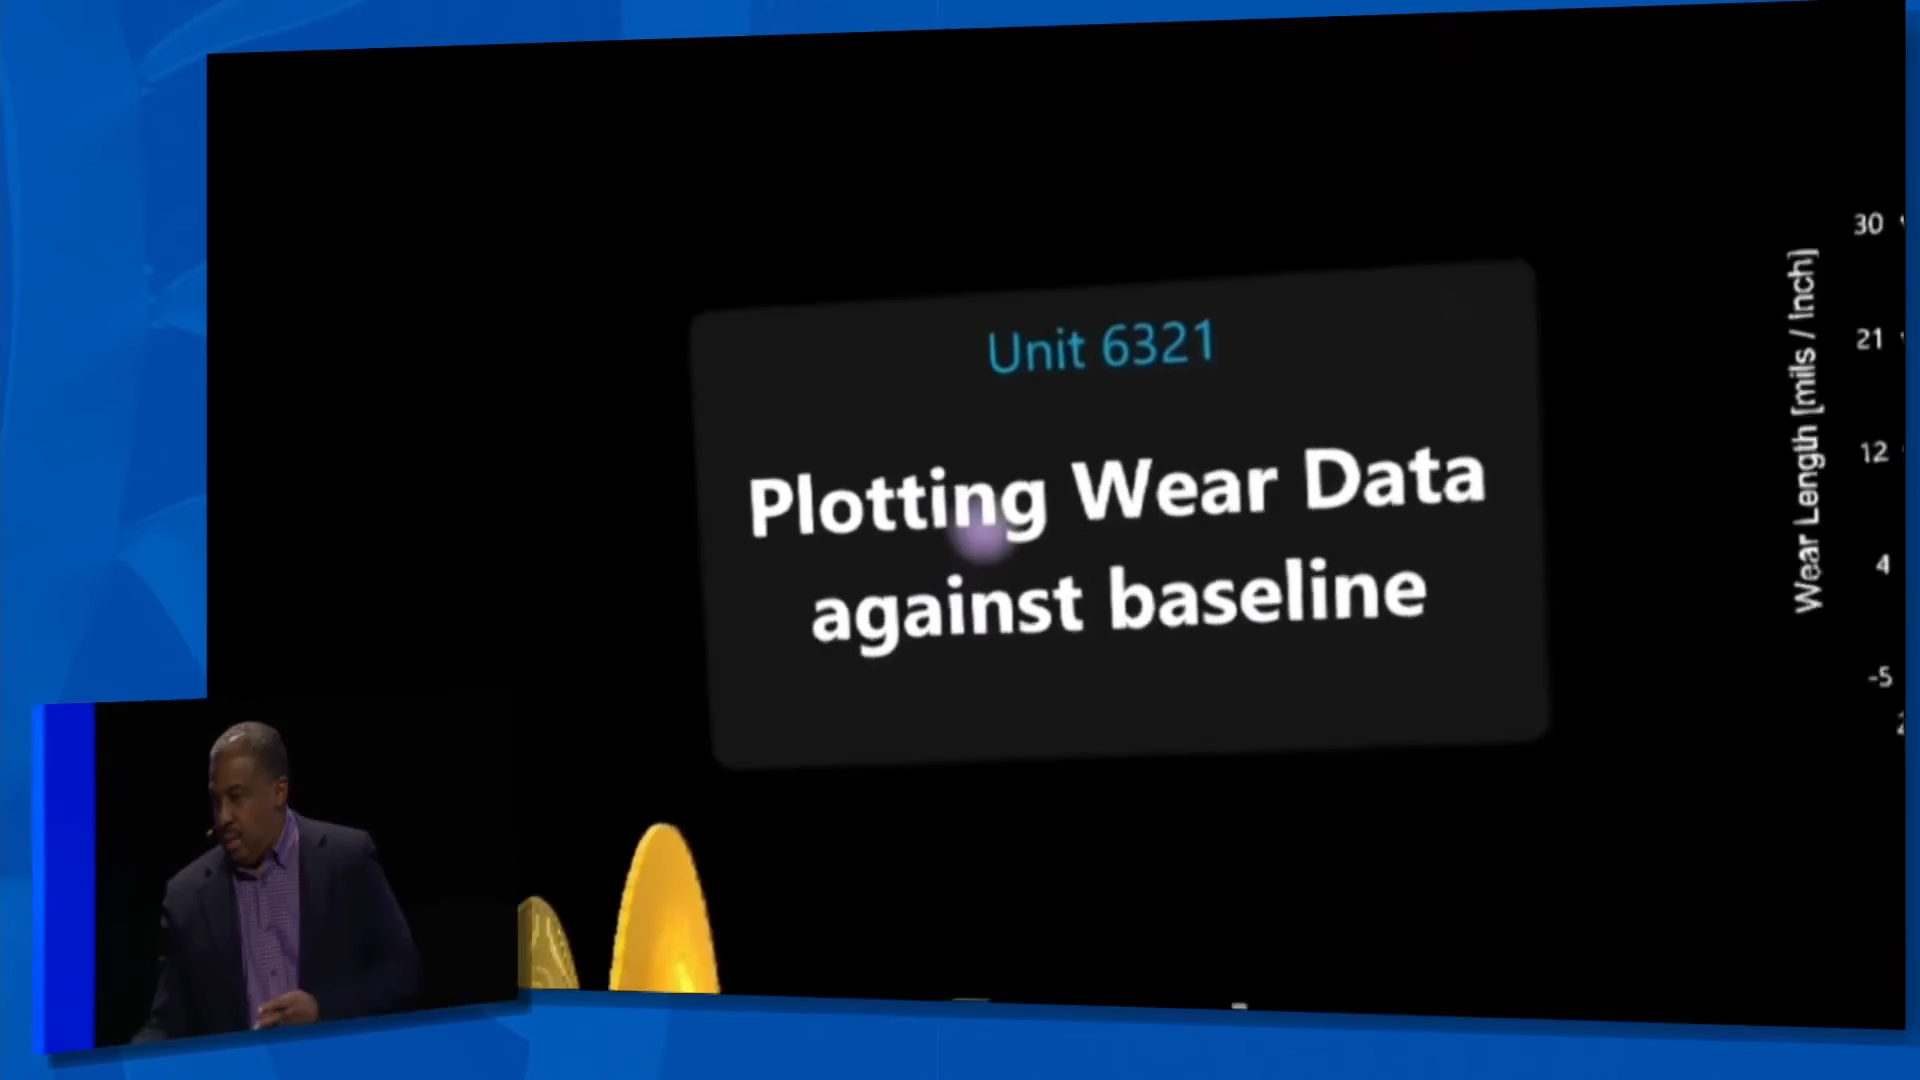 Unit 6321
Plotting Wear Data
against baseline
Wear Length [mils / Inch]
30
21
12
4
-5